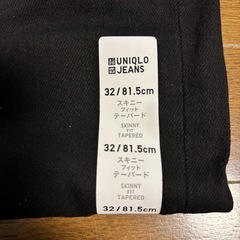 UNIQLO
JEANS
32/81.5cm
スキニー
フィット
テーパード
SKINNY
FIT
TAPERED
32/81.5cm
スキニー
フィット
テーパード
SKINNY
FIT
TAPERED
32/81.5cm